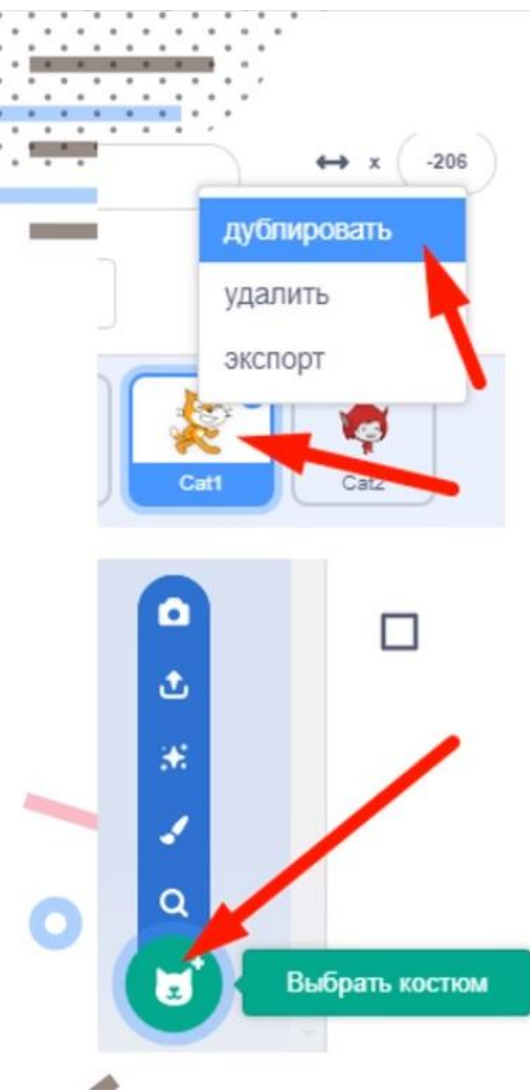 x -206
дублировать
удалить
экспорт
Cat1 Cat2
Выбрать костюм